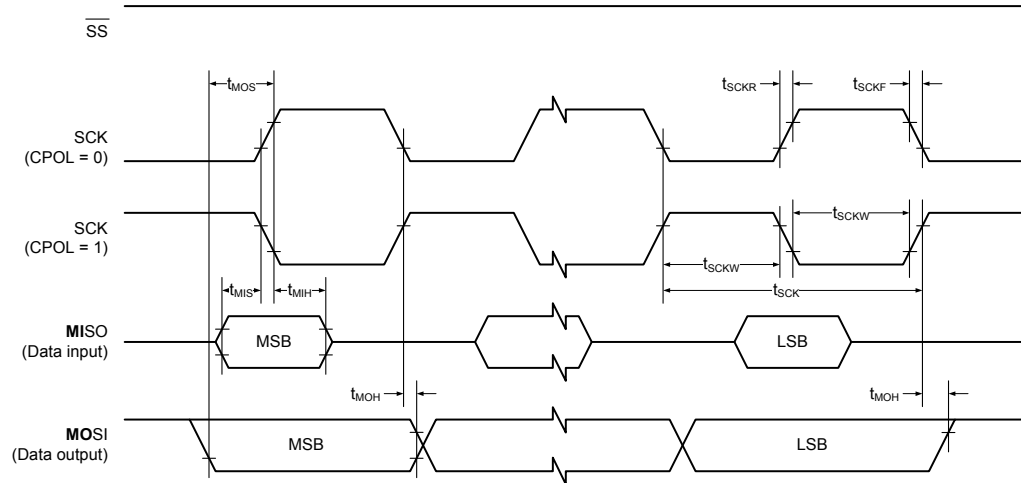 SS
tMOS
tSCKR
tSCKF
SCK
(CPOL = 0)
SCK
(CPOL = 1)
tSCKW
tSCKW
tSCK
tMIS
tMIH
MISO
(Data input)
MSB
LSB
tMOH
tMOH
MOSI
(Data output)
MSB
LSB